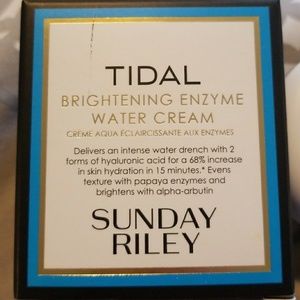 TIDAL
BRIGHTENING ENZYME
WATER CREAM
CRÈME AQUA ÉCLAIRCISSANTE AUX ENZYMES
Delivers an intense water drench with 2
forms of hyaluronic acid for a 68% increase
in skin hydration in 15 minutes.* Evens
texture with papaya enzymes and
brightens with alpha-arbutin
SUNDAY
RILEY